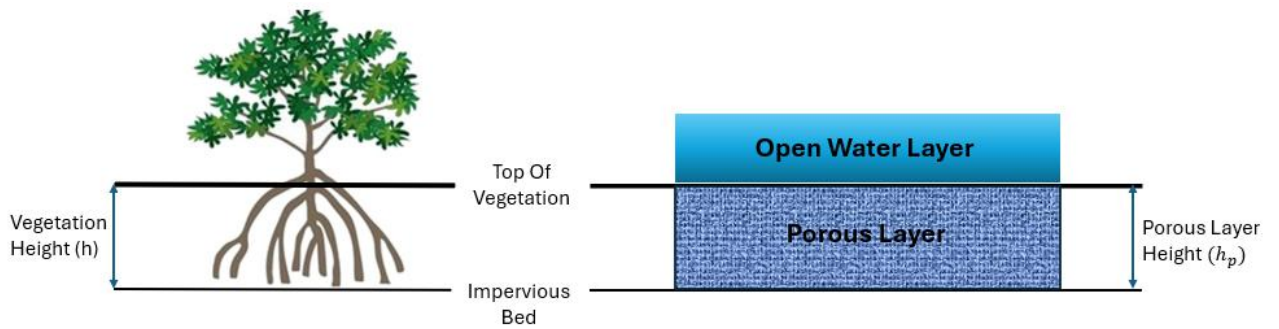 Vegetation
Height (h)
Top Of
Vegetation
Impervious
Bed
Open Water Layer
Porous Layer
Porous Layer
Height (h_p)